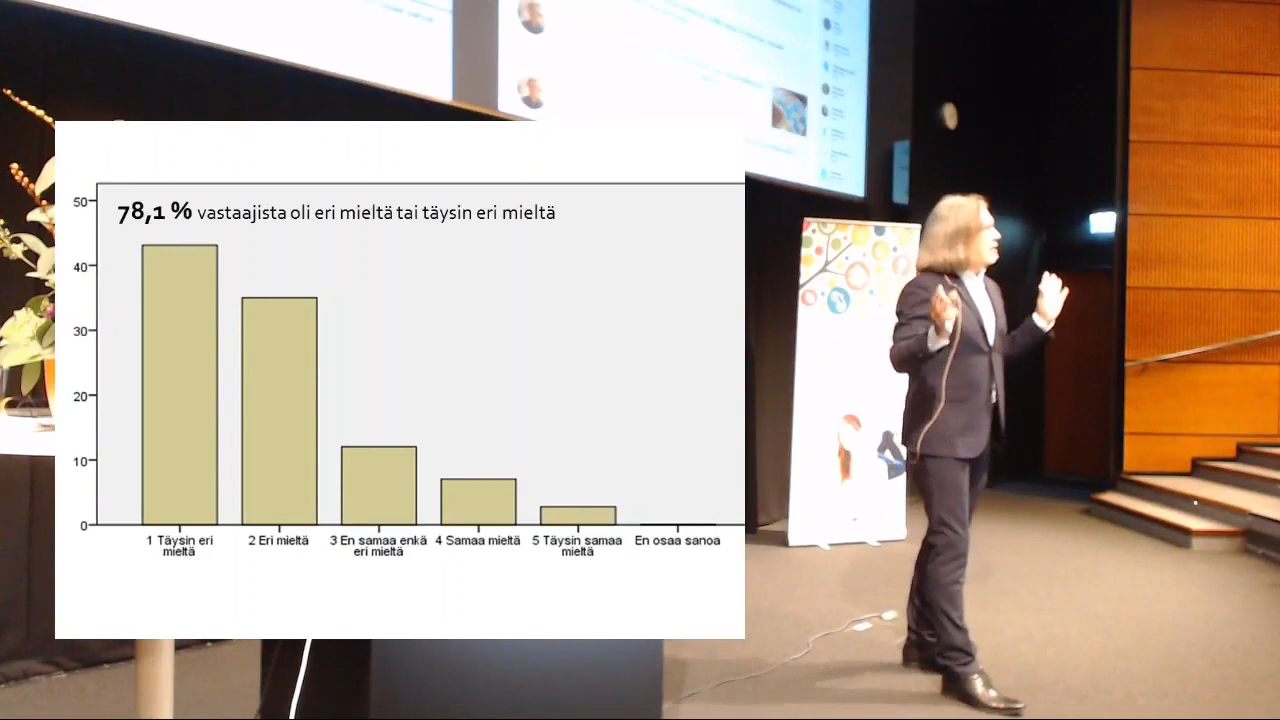 78,1 % vastaajista oli eri mieltä tai täysin eri mieltä
50
40
30
20
10
0
1 Täysin eri
mieltä
2 Eri mieltä
3 En samaa enkä
eri mieltä
4 Samaa mieltä
5 Täysin samaa
mieltä
En osaa sanoa